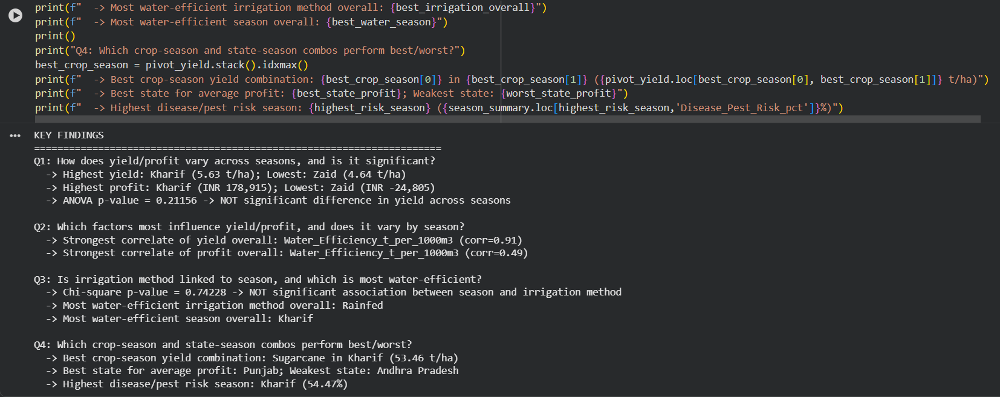 print(f"  -> Most water-efficient irrigation method overall: {best_irrigation_overall}")
print(f"  -> Most water-efficient season overall: {best_water_season}")
print()
print("Q4: Which crop-season and state-season combos perform best/worst?")
best_crop_season = pivot_yield.stack().idxmax()
print(f"  -> Best crop-season yield combination: {best_crop_season[0]} in {best_crop_season[1]} ({pivot_yield.loc[best_crop_season[0], best_crop_season[1]]} t/ha)")
print(f"  -> Best state for average profit: {best_state_profit}; Weakest state: {worst_state_profit}")
print(f"  -> Highest disease/pest risk season: {highest_risk_season} ({season_summary.loc[highest_risk_season,'Disease_Pest_Risk_pct']}%)")
KEY FINDINGS
======================================================================
Q1: How does yield/profit vary across seasons, and is it significant?
  -> Highest yield: Kharif (5.63 t/ha); Lowest: Zaid (4.64 t/ha)
  -> Highest profit: Kharif (INR 178,915); Lowest: Zaid (INR -24,805)
  -> ANOVA p-value = 0.21156 -> NOT significant difference in yield across seasons
Q2: Which factors most influence yield/profit, and does it vary by season?
  -> Strongest correlate of yield overall: Water_Efficiency_t_per_1000m3 (corr=0.91)
  -> Strongest correlate of profit overall: Water_Efficiency_t_per_1000m3 (corr=0.49)
Q3: Is irrigation method linked to season, and which is most water-efficient?
  -> Chi-square p-value = 0.74228 -> NOT significant association between season and irrigation method
  -> Most water-efficient irrigation method overall: Rainfed
  -> Most water-efficient season overall: Kharif
Q4: Which crop-season and state-season combos perform best/worst?
  -> Best crop-season yield combination: Sugarcane in Kharif (53.46 t/ha)
  -> Best state for average profit: Punjab; Weakest state: Andhra Pradesh
  -> Highest disease/pest risk season: Kharif (54.47%)